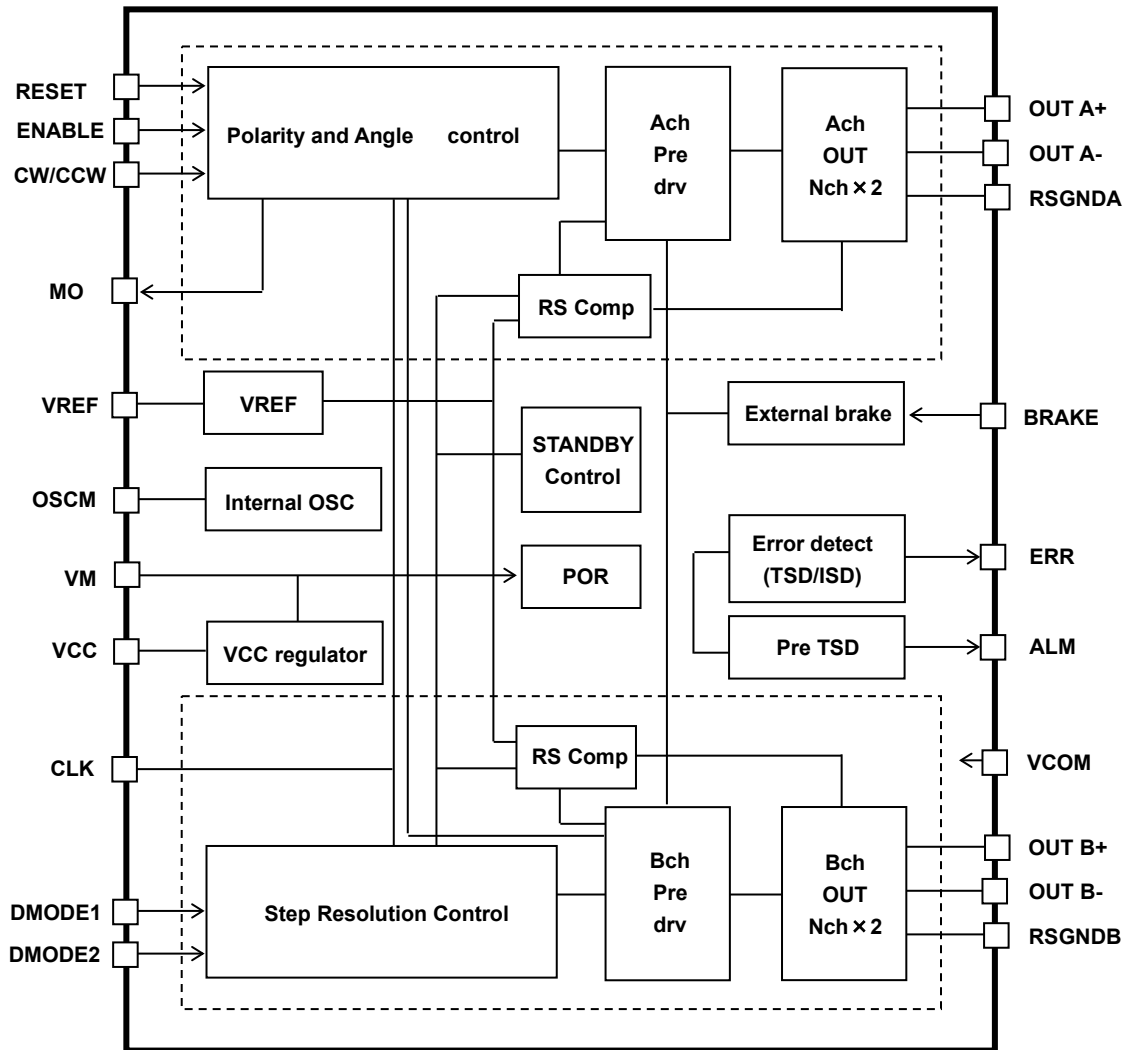 RESET
ENABLE
CW/CCW
MO
VREF
OSCM
VM
VCC
CLK
DMODE1
DMODE2
Polarity and Angle control
Ach
Pre
drv
Ach
OUT
Nch×2
OUT A+
OUT A-
RSGNDA
RS Comp
VREF
STANDBY
Control
External brake
BRAKE
Internal OSC
POR
Error detect
(TSD/ISD)
ERR
VCC regulator
Pre TSD
ALM
RS Comp
VCOM
Step Resolution Control
Bch
Pre
drv
Bch
OUT
Nch×2
OUT B+
OUT B-
RSGNDB